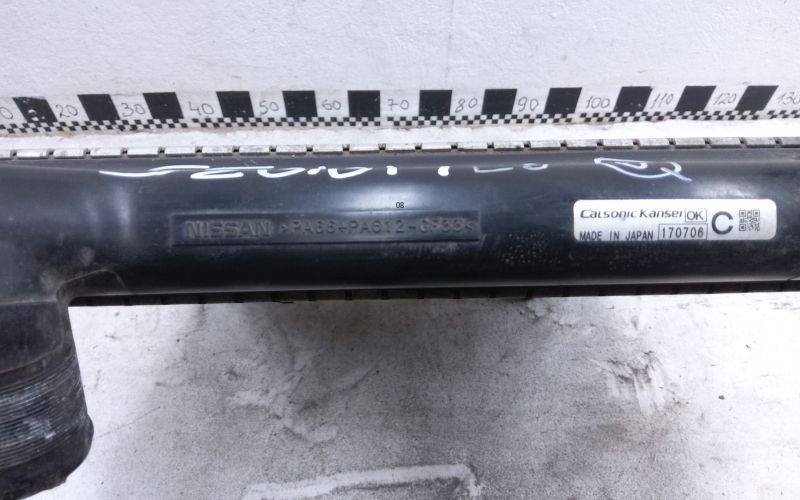 20 30 40 50 60 70 80 90 100 110 120 130
08
NISSAN >PA66+PA612-GF33<
Calsonic Kansei OK C
MADE IN JAPAN 170706